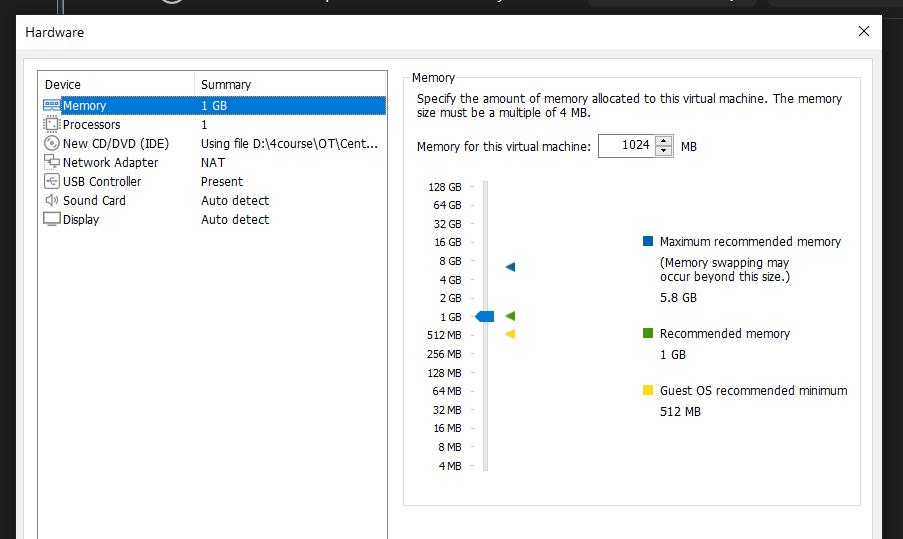 Hardware
Device Summary
Memory 1 GB
Processors 1
New CD/DVD (IDE) Using file D:\4course\OT\Cent...
Network Adapter NAT
USB Controller Present
Sound Card Auto detect
Display Auto detect
Memory
Specify the amount of memory allocated to this virtual machine. The memory
size must be a multiple of 4 MB.
Memory for this virtual machine: 1024 MB
128 GB
64 GB
32 GB
16 GB
8 GB
4 GB
2 GB
1 GB
512 MB
256 MB
128 MB
64 MB
32 MB
16 MB
8 MB
4 MB
Maximum recommended memory
(Memory swapping may
occur beyond this size.)
5.8 GB
Recommended memory
1 GB
Guest OS recommended minimum
512 MB